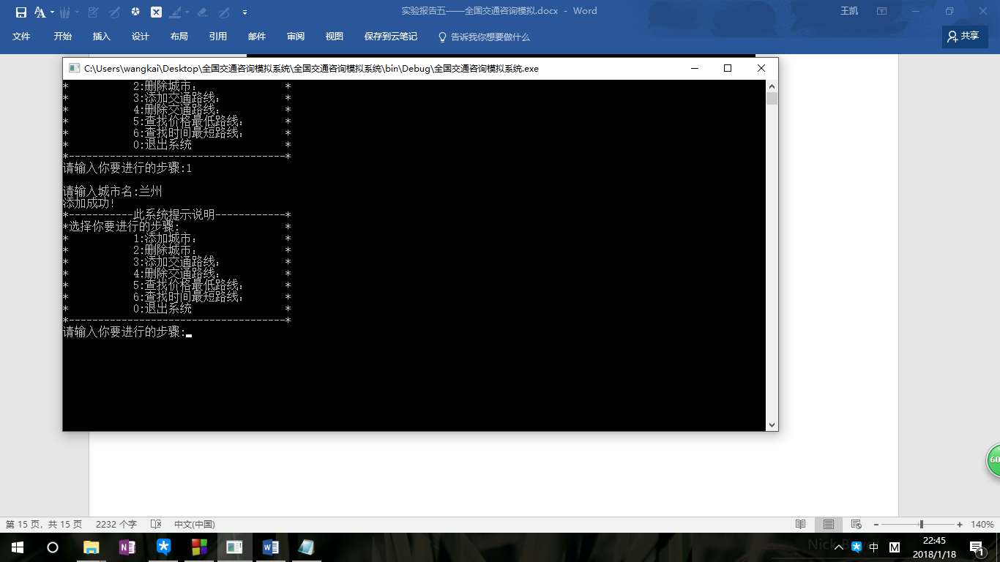 实验报告五——全国交通咨询模拟.docx - Word
王凯
文件 开始 插入 设计 布局 引用 邮件 审阅 视图 保存到云笔记 告诉我你想要做什么 共享
C:\Users\wangkai\Desktop\全国交通咨询模拟系统\全国交通咨询模拟系统\bin\Debug\全国交通咨询模拟系统.exe
* 2:删除城市: *
* 3:添加交通路线: *
* 4:删除交通路线: *
* 5:查找价格最低路线: *
* 6:查找时间最短路线: *
* 0:退出系统 *
*-------------------------------------*
请输入你要进行的步骤:1
请输入城市名:兰州
添加成功!
*-----------此系统提示说明------------*
*选择你要进行的步骤: *
* 1:添加城市: *
* 2:删除城市: *
* 3:添加交通路线: *
* 4:删除交通路线: *
* 5:查找价格最低路线: *
* 6:查找时间最短路线: *
* 0:退出系统 *
*-------------------------------------*
请输入你要进行的步骤:
60
第 15 页，共 15 页 2232 个字 中文(中国) 140%
中 M
22:45
2018/1/18
1